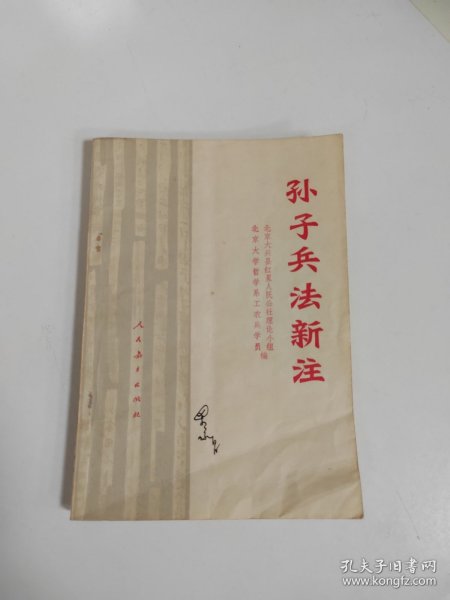 孙子兵法新注
北京大兴县红星人民公社理论小组
北京大学哲学系工农兵学员
编
人民教育出版社
孔夫子旧书网
www.kongfz.com